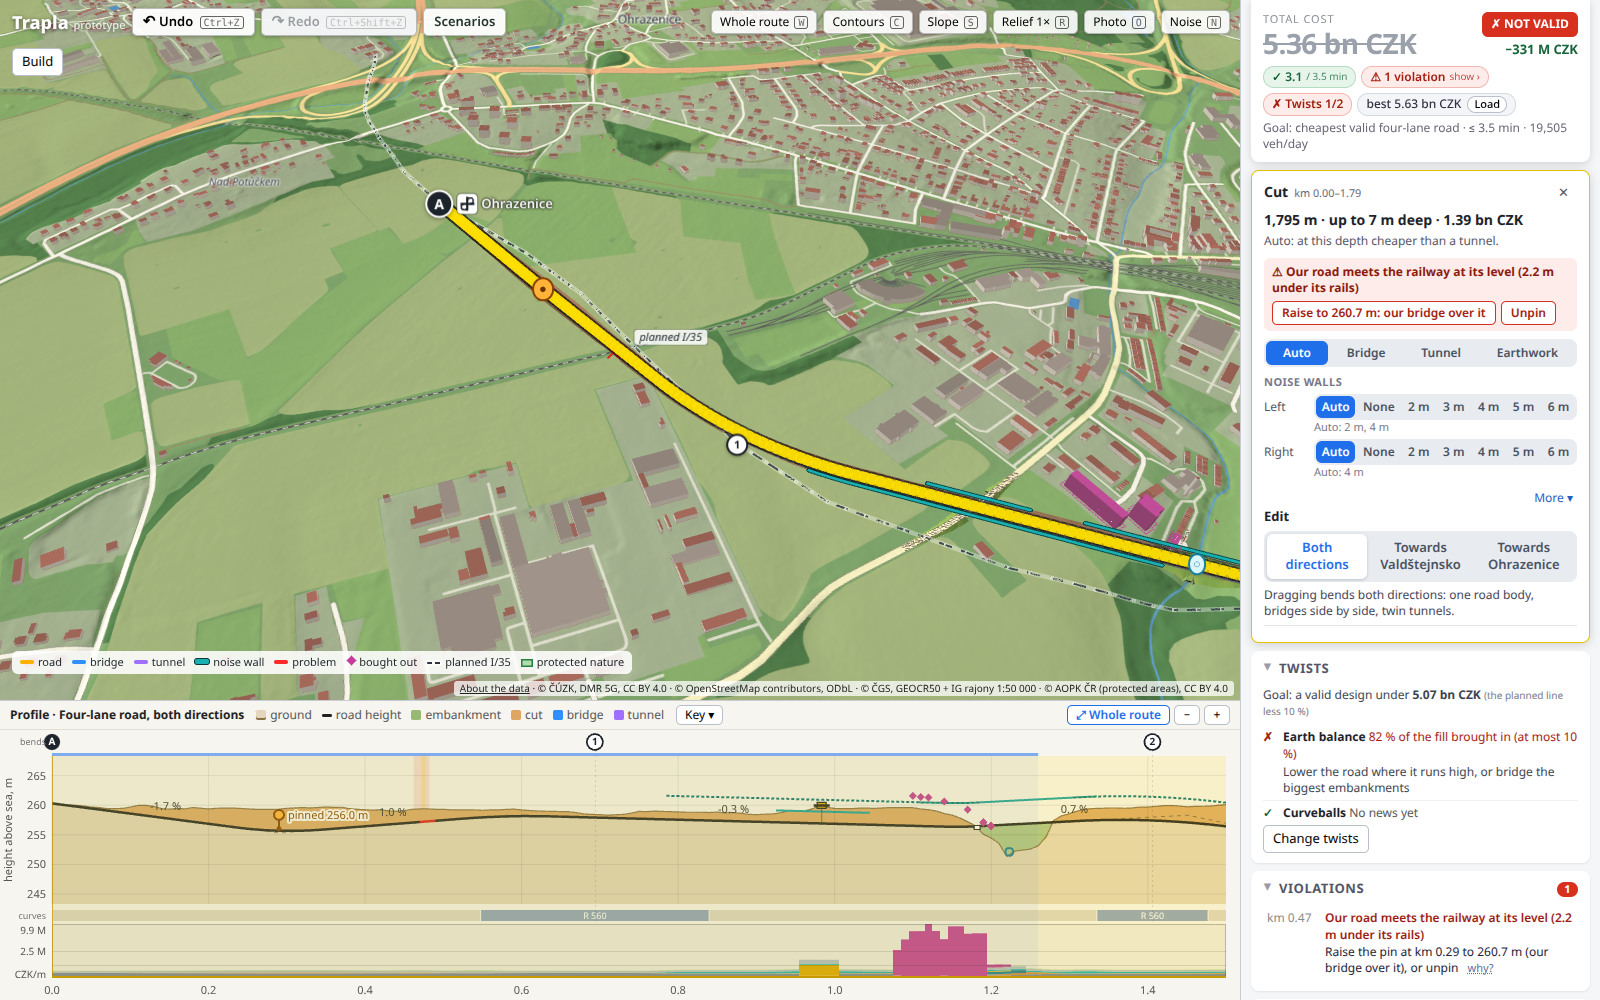 Trapla prototype
↶ Undo Ctrl+Z
↷ Redo Ctrl+Shift+Z
Scenarios
Ohrazenice
Whole route W
Contours C
Slope S
Relief 1× R
Photo O
Noise N
Build
Nad Potůčkem
A
Ohrazenice
planned I/35
1
road
bridge
tunnel
noise wall
problem
bought out
planned I/35
protected nature
About the data · © ČÚZK, DMR 5G, CC BY 4.0 · © OpenStreetMap contributors, ODbL · © ČGS, GEOCR50 + IG rajony 1:50 000 · © AOPK ČR (protected areas), CC BY 4.0
Profile · Four-lane road, both directions
ground
road height
embankment
cut
bridge
tunnel
Key ▾
⤢ Whole route
−
+
bends
A
1
2
height above sea, m
265
260
255
250
245
-1.7 %
pinned 256.0 m
1.0 %
-0.3 %
0.7 %
curves
R 560
R 560
9.9 M
2.5 M
CZK/m
0.0
0.2
0.4
0.6
0.8
1.0
1.2
1.4
TOTAL COST
✗ NOT VALID
5.36 bn CZK
−331 M CZK
✓ 3.1 / 3.5 min
⚠ 1 violation show ›
✗ Twists 1/2
best 5.63 bn CZK Load
Goal: cheapest valid four-lane road · ≤ 3.5 min · 19,505
veh/day
Cut km 0.00–1.79
✕
1,795 m · up to 7 m deep · 1.39 bn CZK
Auto: at this depth cheaper than a tunnel.
⚠ Our road meets the railway at its level (2.2 m
under its rails)
Raise to 260.7 m: our bridge over it
Unpin
Auto
Bridge
Tunnel
Earthwork
NOISE WALLS
Left
Auto None 2 m 3 m 4 m 5 m 6 m
Auto: 2 m, 4 m
Right
Auto None 2 m 3 m 4 m 5 m 6 m
Auto: 4 m
More ▾
Edit
Both
directions
Towards
Valdštejnsko
Towards
Ohrazenice
Dragging bends both directions: one road body,
bridges side by side, twin tunnels.
▼ TWISTS
Goal: a valid design under 5.07 bn CZK (the planned line
less 10 %)
✗ Earth balance 82 % of the fill brought in (at most 10
%)
Lower the road where it runs high, or bridge the
biggest embankments
✓ Curveballs No news yet
Change twists
▼ VIOLATIONS
1
km 0.47
Our road meets the railway at its level (2.2
m under its rails)
Raise the pin at km 0.29 to 260.7 m (our
bridge over it), or unpin why?